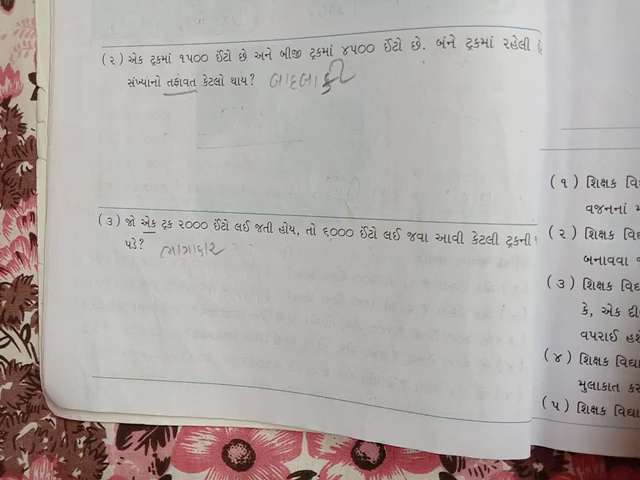 (૨) એક ટ્રકમાં ૧૫૦૦ ઈંટો છે અને બીજી ટ્રકમાં ૪૫૦૦ ઈંટો છે. બંને ટ્રકમાં રહેલી
સંખ્યાંનો તફાવત કેટલો થાય? બાદબાકી
(૩) જો એક ટ્રક ૨૦૦૦ ઈંટો લઈ જતી હોય, તો ૬૦૦૦ ઈંટો લઈ જવા આવી કેટલી ટ્રકની
પડે? ભાગાકાર
(૧) શિક્ષક
વજનનાં
(૨) શિક્ષક
બનાવવા
(૩) શિક્ષક
કે, એક
વપરાઈ
(૪) શિક્ષક
મુલાકાત
(૫) શિક્ષક